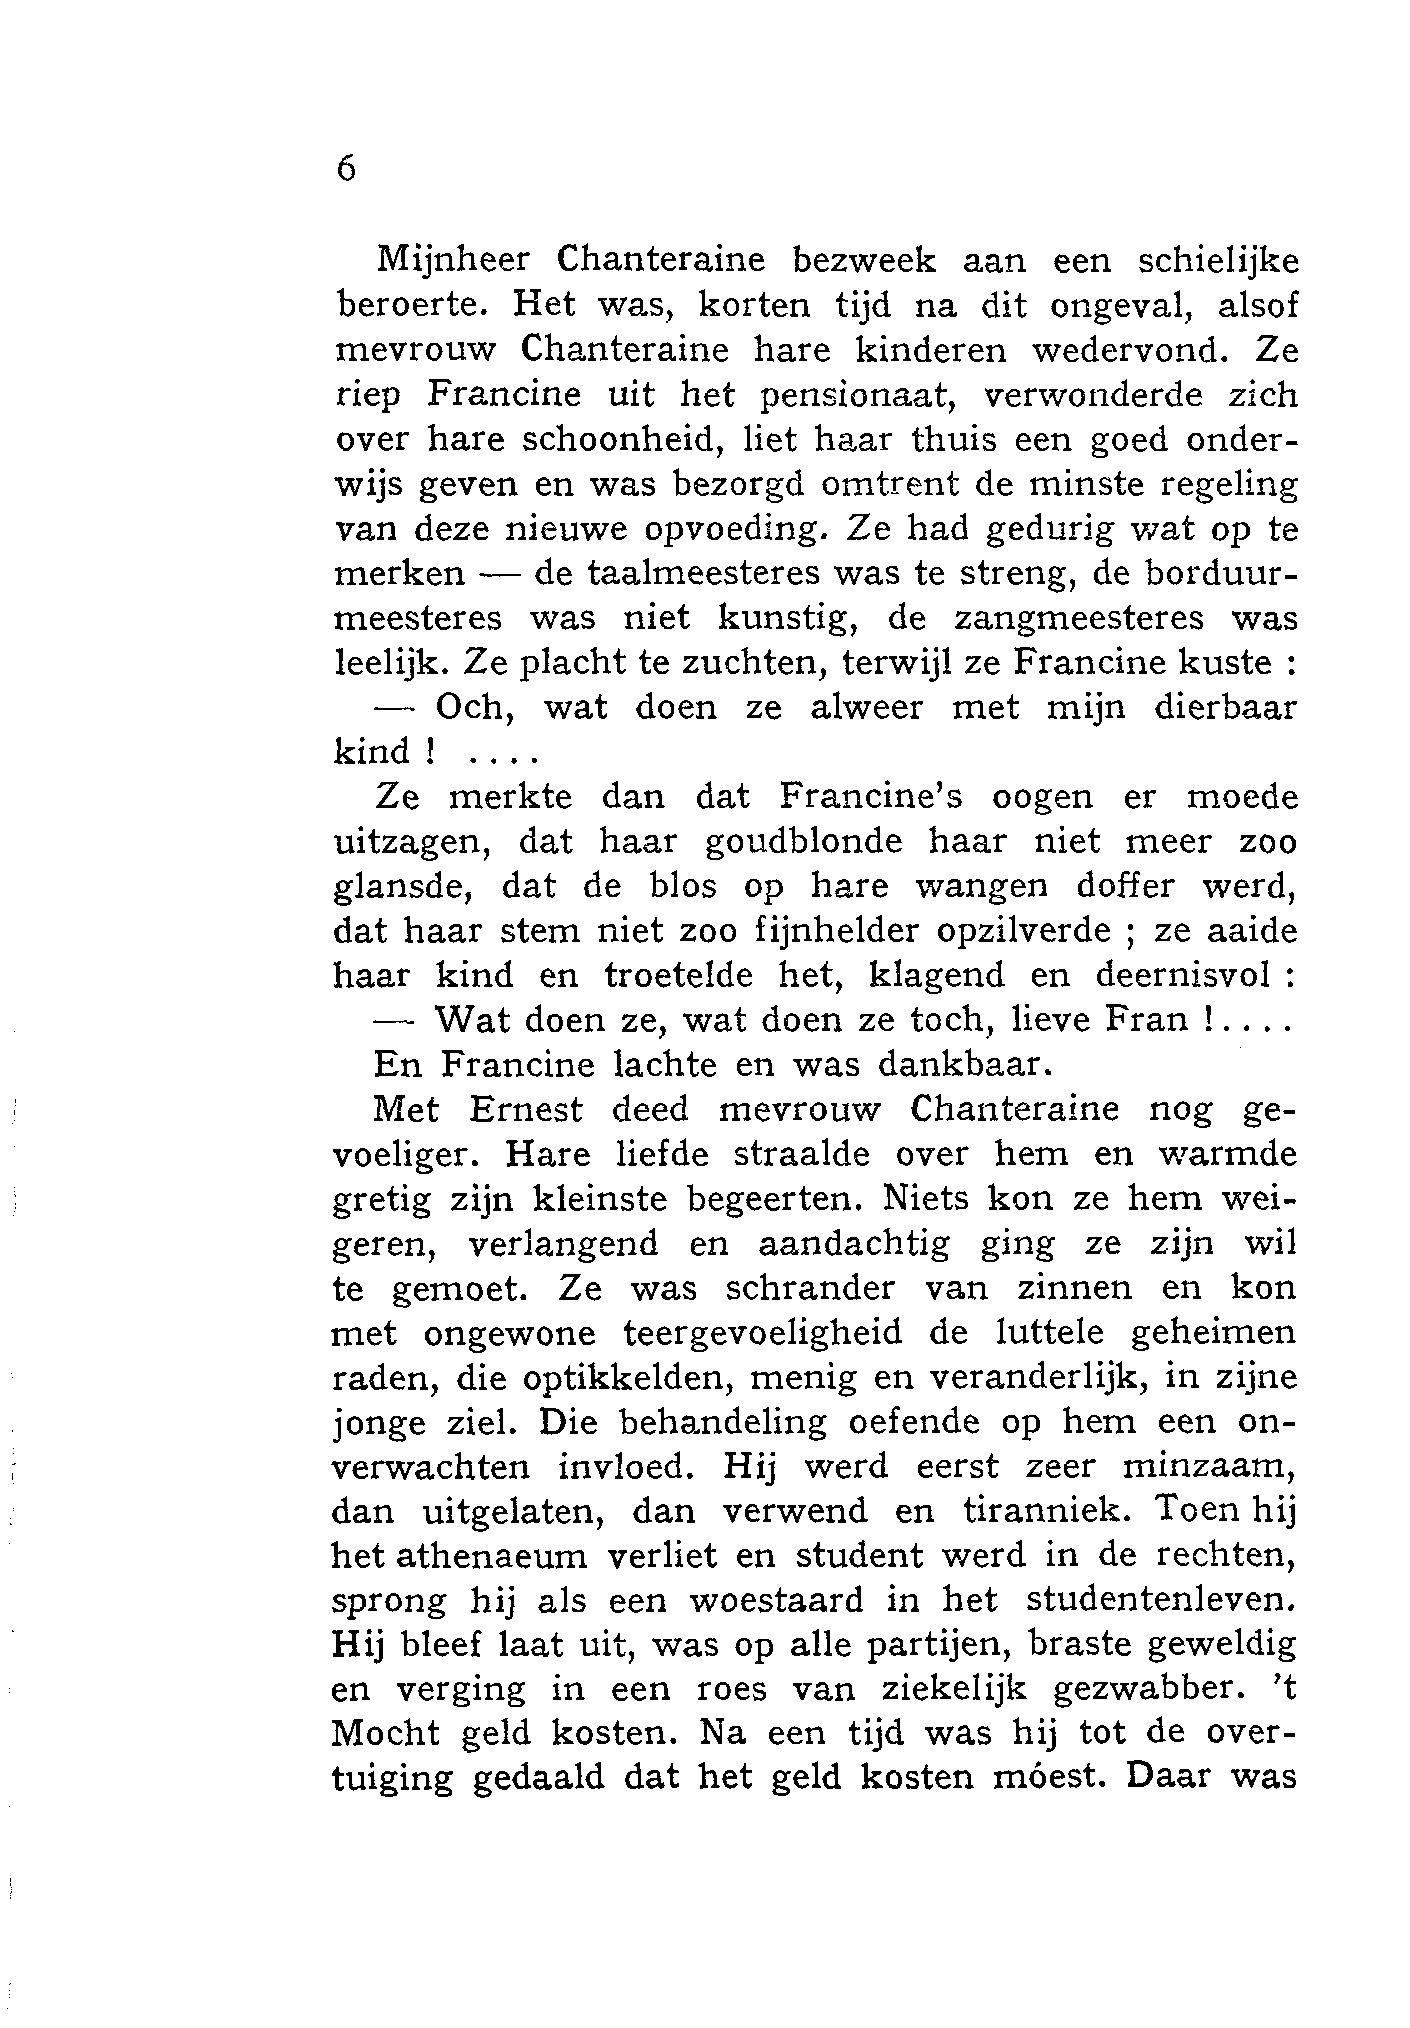 6
Mijnheer Chanteraine bezweek aan een schielijke
beroerte. Het was, korten tijd na dit ongeval, alsof
mevrouw Chanteraine hare kinderen wedervond. Ze
riep Francine uit het pensionaat, verwonderde zich
over hare schoonheid, liet haar thuis een goed onder-
wijs geven en was bezorgd omtrent de minste regeling
van deze nieuwe opvoeding. Ze had gedurig wat op te
merken — de taalmeesteres was te streng, de borduur-
meesteres was niet kunstig, de zangmeesteres was
leelijk. Ze placht te zuchten, terwijl ze Francine kuste :
— Och, wat doen ze alweer met mijn dierbaar
kind ! ....
Ze merkte dan dat Francine's oogen er moede
uitzagen, dat haar goudblonde haar niet meer zoo
glansde, dat de blos op hare wangen doffer werd,
dat haar stem niet zoo fijnhelder opzilverde ; ze aaide
haar kind en troetelde het, klagend en deernisvol :
— Wat doen ze, wat doen ze toch, lieve Fran !....
En Francine lachte en was dankbaar.
Met Ernest deed mevrouw Chanteraine nog ge-
voeliger. Hare liefde straalde over hem en warmde
gretig zijn kleinste begeerten. Niets kon ze hem wei-
geren, verlangend en aandachtig ging ze zijn wil
te gemoet. Ze was schrander van zinnen en kon
met ongewone teergevoeligheid de luttele geheimen
raden, die optikkelden, menig en veranderlijk, in zijne
jonge ziel. Die behandeling oefende op hem een on-
verwachten invloed. Hij werd eerst zeer minzaam,
dan uitgelaten, dan verwend en tiranniek. Toen hij
het athenaeum verliet en student werd in de rechten,
sprong hij als een woestaard in het studentenleven.
Hij bleef laat uit, was op alle partijen, braste geweldig
en verging in een roes van ziekelijk gezwabber. 't
Mocht geld kosten. Na een tijd was hij tot de over-
tuiging gedaald dat het geld kosten móest. Daar was